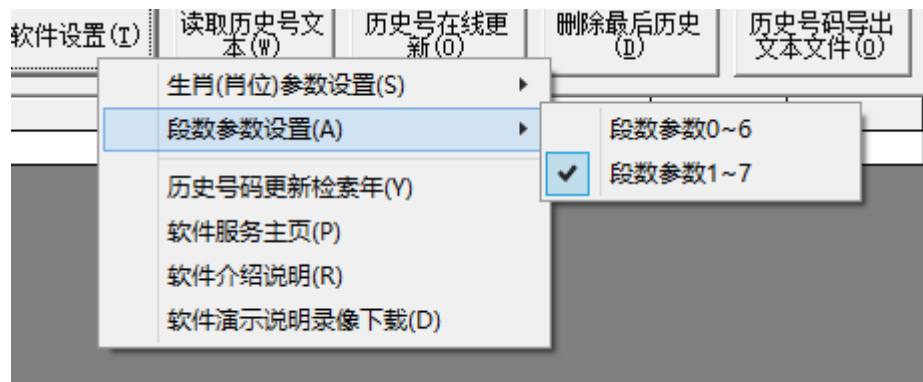 软件设置(I)
读取历史号文
本(W)
历史号在线更
新(O)
删除最后历史
(D)
历史号码导出
文本文件(Q)
生肖(肖位)参数设置(S)
段数参数设置(A)
段数参数0~6
段数参数1~7
历史号码更新检索年(Y)
软件服务主页(P)
软件介绍说明(R)
软件演示说明录像下载(D)